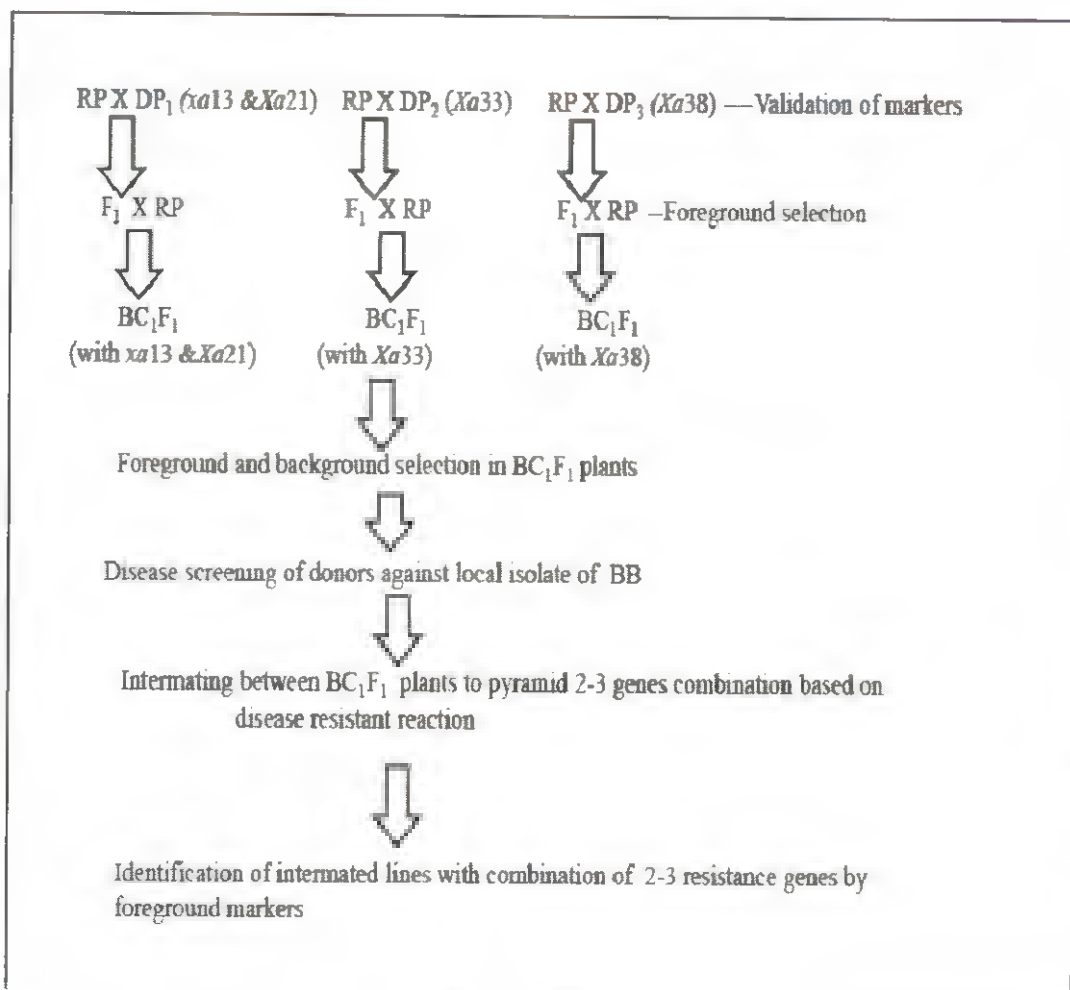 RP X DP₁ (xa13 &Xa21) RP X DP₂ (Xa33) RP X DP₃ (Xa38) —Validation of markers
F₁ X RP F₁ X RP F₁ X RP –Foreground selection
BC₁F₁ BC₁F₁ BC₁F₁
(with xa13 &Xa21) (with Xa33) (with Xa38)
Foreground and background selection in BC₁F₁ plants
Disease screening of donors against local isolate of BB
Intermating between BC₁F₁ plants to pyramid 2-3 genes combination based on
disease resistant reaction
Identification of intermated lines with combination of 2-3 resistance genes by
foreground markers